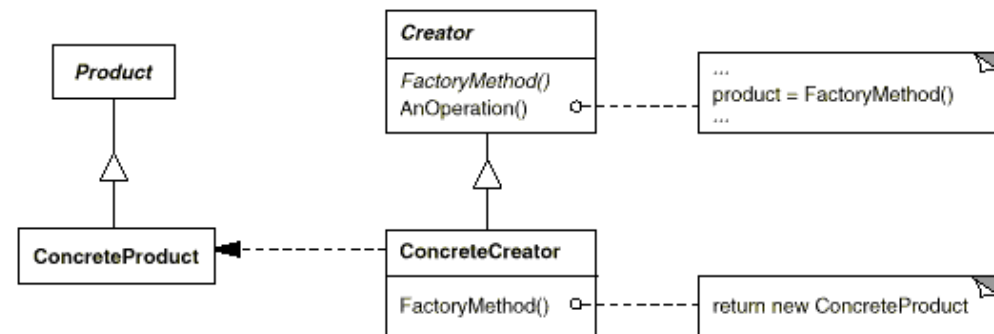 Product
ConcreteProduct
Creator
FactoryMethod()
AnOperation()
...
product = FactoryMethod()
...
ConcreteCreator
FactoryMethod()
return new ConcreteProduct